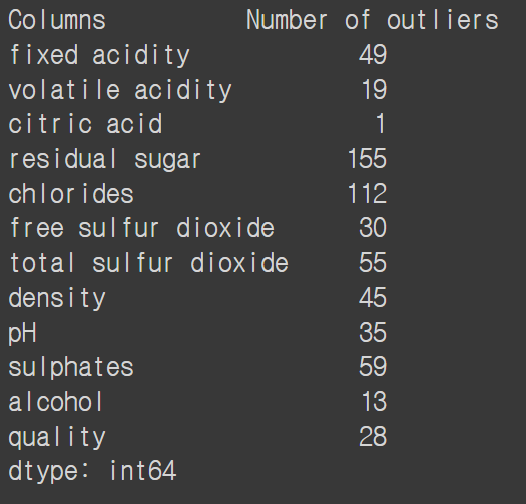 Columns Number of outliers
fixed acidity 49
volatile acidity 19
citric acid 1
residual sugar 155
chlorides 112
free sulfur dioxide 30
total sulfur dioxide 55
density 45
pH 35
sulphates 59
alcohol 13
quality 28
dtype: int64